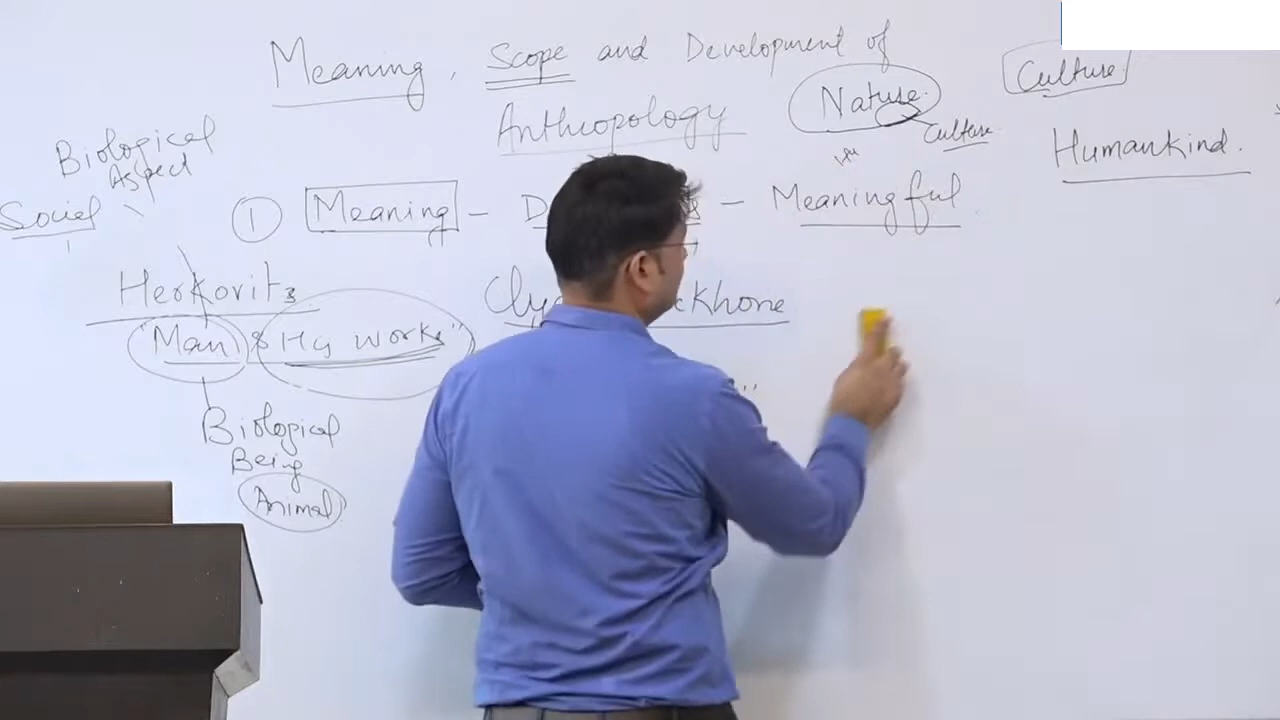 Meaning, Scope and Development of
Anthropology
Nature.
Culture
Culture
Humankind.
Biological
Aspect
Social
① Meaning - - Meaningful
Herkovits
"Man & His works"
Biological
Being
Animal